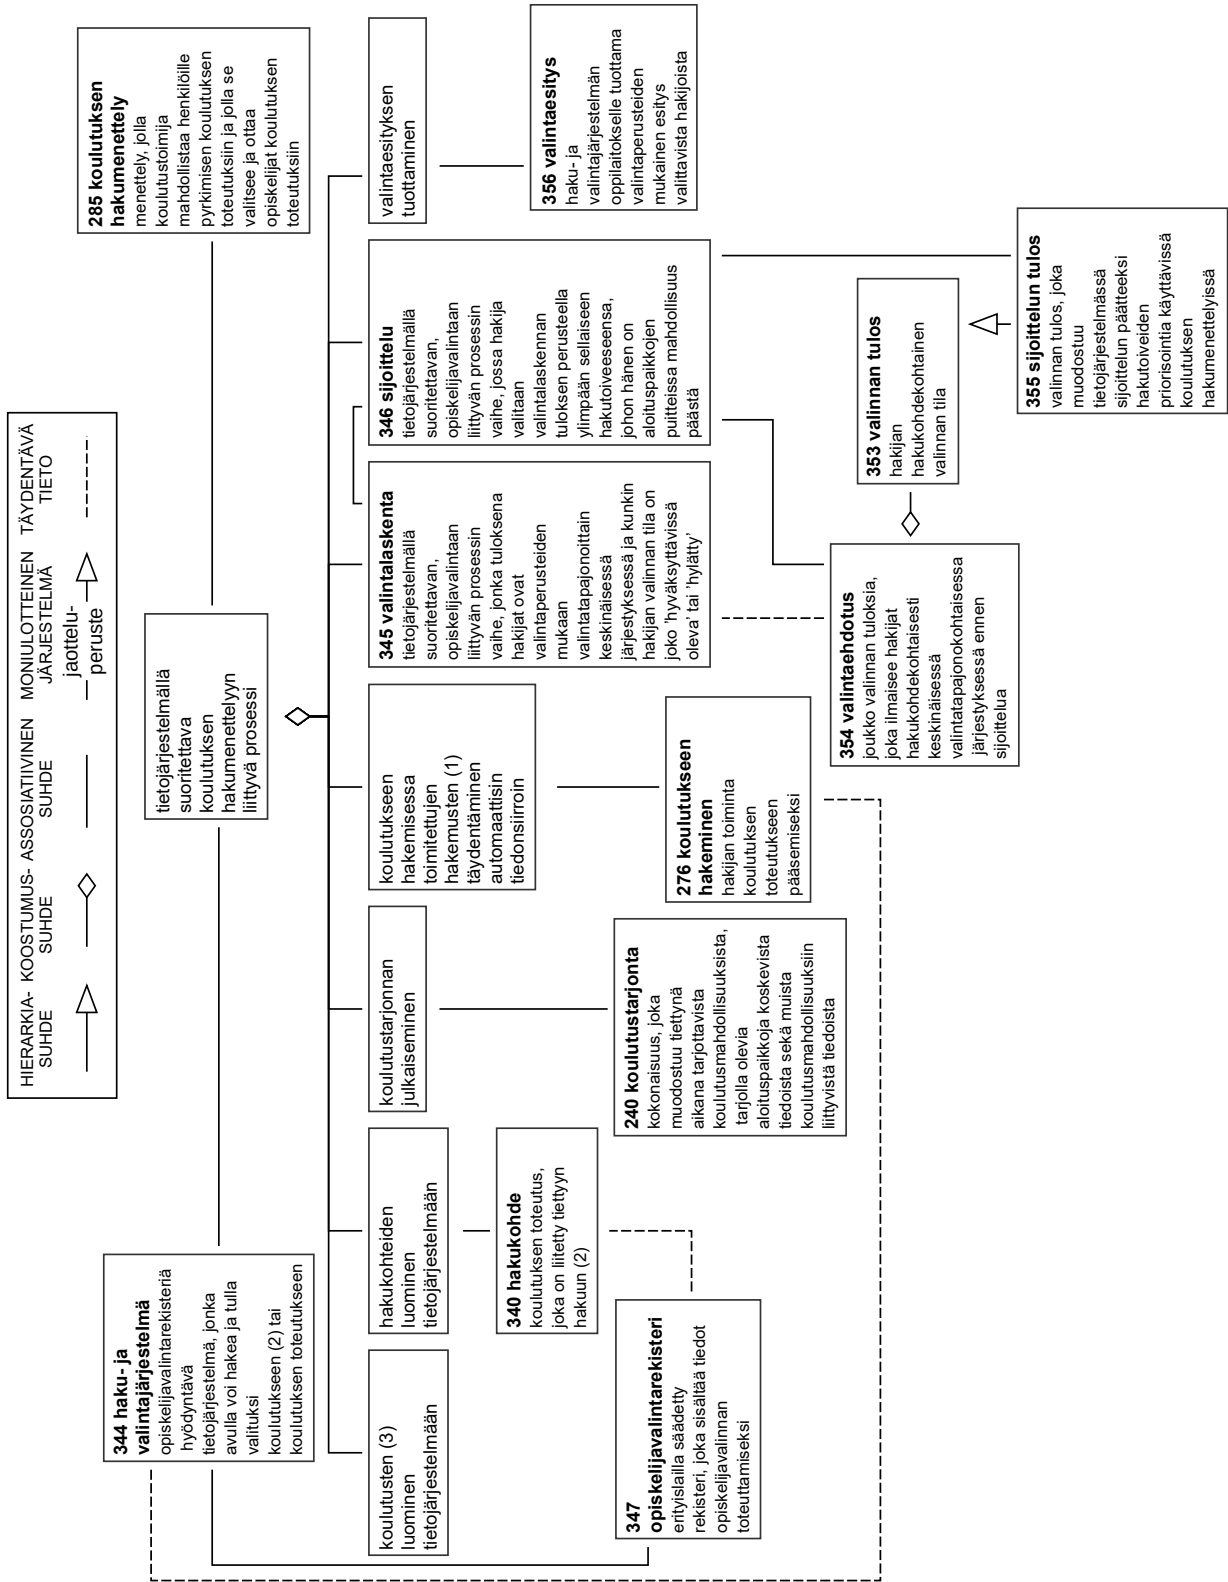 HIERARKIA-
SUHDE
KOOSTUMUS-
SUHDE
ASSOSIATIIVINEN
SUHDE
MONIULOTTEINEN
JÄRJESTELMÄ
jaottelu-
peruste
TÄYDENTÄVÄ
TIETO
344 haku- ja
valintajärjestelmä
opiskelijavalintarekisteriä
hyödyntävä
tietojärjestelmä, jonka
avulla voi hakea ja tulla
valituksi
koulutukseen (2) tai
koulutuksen toteutukseen
tietojärjestelmällä
suoritettava
koulutuksen
hakumenettelyyn
liittyvä prosessi
285 koulutuksen
hakumenettely
menettely, jolla
koulutustoimija
mahdollistaa henkilöille
pyrkimisen koulutuksen
toteutuksiin ja jolla se
valitsee ja ottaa
opiskelijat koulutuksen
toteutuksiin
koulutusten (3)
luominen
tietojärjestelmään
hakukohteiden
luominen
tietojärjestelmään
koulutustarjonnan
julkaiseminen
koulutukseen
hakemisessa
toimitettujen
hakemusten (1)
täydentäminen
automaattisin
tiedonsiirroin
345 valintalaskenta
tietojärjestelmällä
suoritettavan,
opiskelijavalintaan
liittyvän prosessin
vaihe, jonka tuloksena
hakijat ovat
valintaperusteiden
mukaan
valintatapajonoittain
keskinäisessä
järjestyksessä ja kunkin
hakijan valinnan tila on
joko 'hyväksyttävissä
oleva' tai 'hylätty'
346 sijoittelu
tietojärjestelmällä
suoritettavan,
opiskelijavalintaan
liittyvän prosessin
vaihe, jossa hakija
valitaan
valintalaskennan
tuloksen perusteella
ylimpään sellaiseen
hakutoiveeseensa,
johon hänen on
aloituspaikkojen
puitteissa mahdollisuus
päästä
valintaesityksen
tuottaminen
340 hakukohde
koulutuksen toteutus,
joka on liitetty tiettyyn
hakuun (2)
347
opiskelijavalintarekisteri
erityislailla säädetty
rekisteri, joka sisältää tiedot
opiskelijavalinnan
toteuttamiseksi
240 koulutustarjonta
kokonaisuus, joka
muodostuu tiettynä
aikana tarjottavista
koulutusmahdollisuuksista,
tarjolla olevia
aloituspaikkoja koskevista
tiedoista sekä muista
koulutusmahdollisuuksiin
liittyvistä tiedoista
276 koulutukseen
hakeminen
hakijan toiminta
koulutuksen
toteutukseen
pääsemiseksi
356 valintaesitys
haku- ja
valintajärjestelmän
oppilaitokselle tuottama
valintaperusteiden
mukainen esitys
valittavista hakijoista
354 valintaehdotus
joukko valinnan tuloksia,
joka ilmaisee hakijat
hakukohdekohtaisesti
keskinäisessä
valintatapajonokohtaisessa
järjestyksessä ennen
sijoittelua
353 valinnan tulos
hakijan
hakukohdekohtainen
valinnan tila
355 sijoittelun tulos
valinnan tulos, joka
muodostuu
tietojärjestelmässä
sijoittelun päätteeksi
hakutoiveiden
priorisointia käyttävissä
koulutuksen
hakumenettelyissä